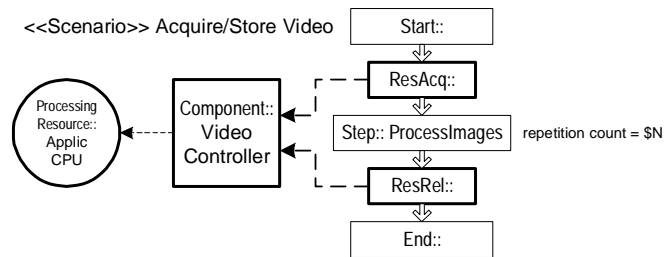 <<Scenario>> Acquire/Store Video
Start::
ResAcq::
Processing
Resource::
Applic
CPU
Component::
Video
Controller
Step:: ProcessImages
repetition count = $N
ResRel::
End::